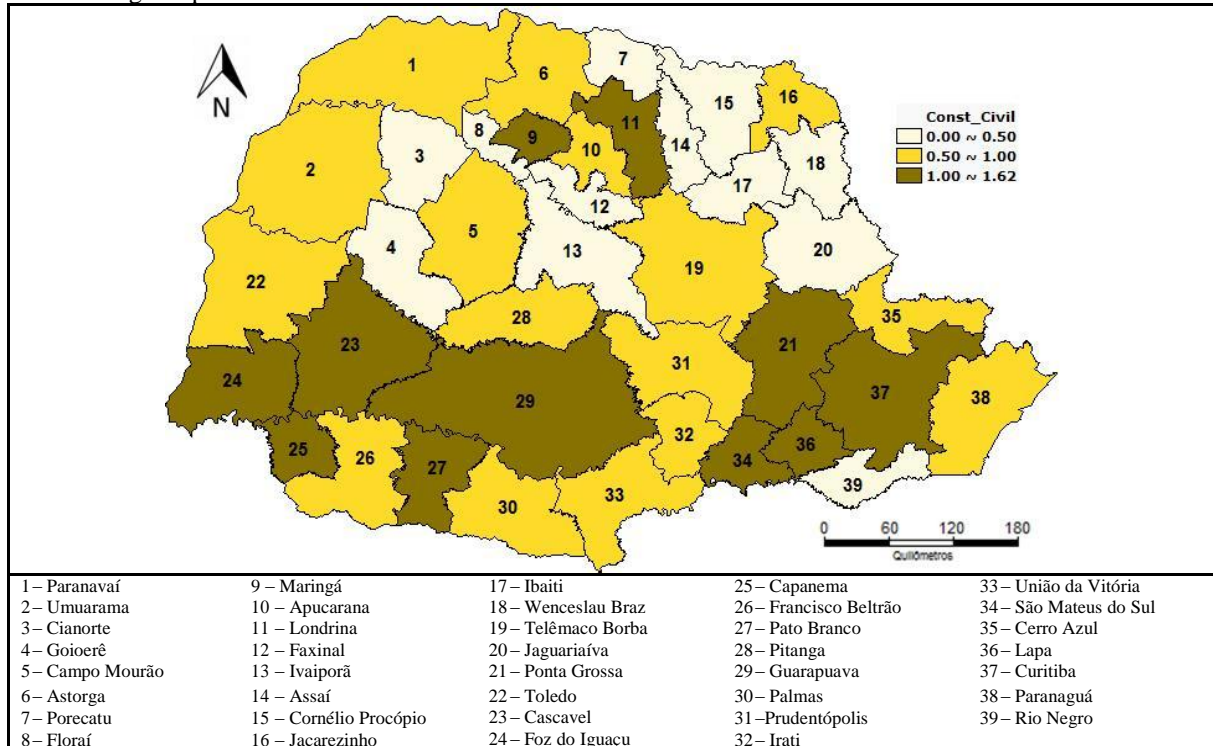 N
1
2
3
4
5
6
7
8
9
10
11
12
13
14
15
16
17
18
19
20
21
22
23
24
25
26
27
28
29
30
31
32
33
34
35
36
37
38
39
Const_Civil
0.00 ~ 0.50
0.50 ~ 1.00
1.00 ~ 1.62
0 60 120 180
Quilômetros
1 – Paranavaí
2 – Umuarama
3 – Cianorte
4 – Goioerê
5 – Campo Mourão
6 – Astorga
7 – Porecatu
8 – Floraí
9 – Maringá
10 – Apucarana
11 – Londrina
12 – Faxinal
13 – Ivaiporã
14 – Assaí
15 – Cornélio Procópio
16 – Jacarezinho
17 – Ibaiti
18 – Wenceslau Braz
19 – Telêmaco Borba
20 – Jaguariaíva
21 – Ponta Grossa
22 – Toledo
23 – Cascavel
24 – Foz do Iguaçu
25 – Capanema
26 – Francisco Beltrão
27 – Pato Branco
28 – Pitanga
29 – Guarapuava
30 – Palmas
31 –Prudentópolis
32 – Irati
33 – União da Vitória
34 – São Mateus do Sul
35 – Cerro Azul
36 – Lapa
37 – Curitiba
38 – Paranaguá
39 – Rio Negro